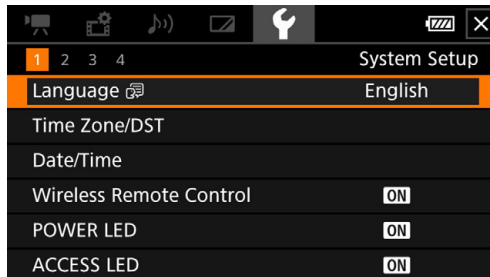 1 2 3 4 System Setup
Language English
Time Zone/DST
Date/Time
Wireless Remote Control ON
POWER LED ON
ACCESS LED ON